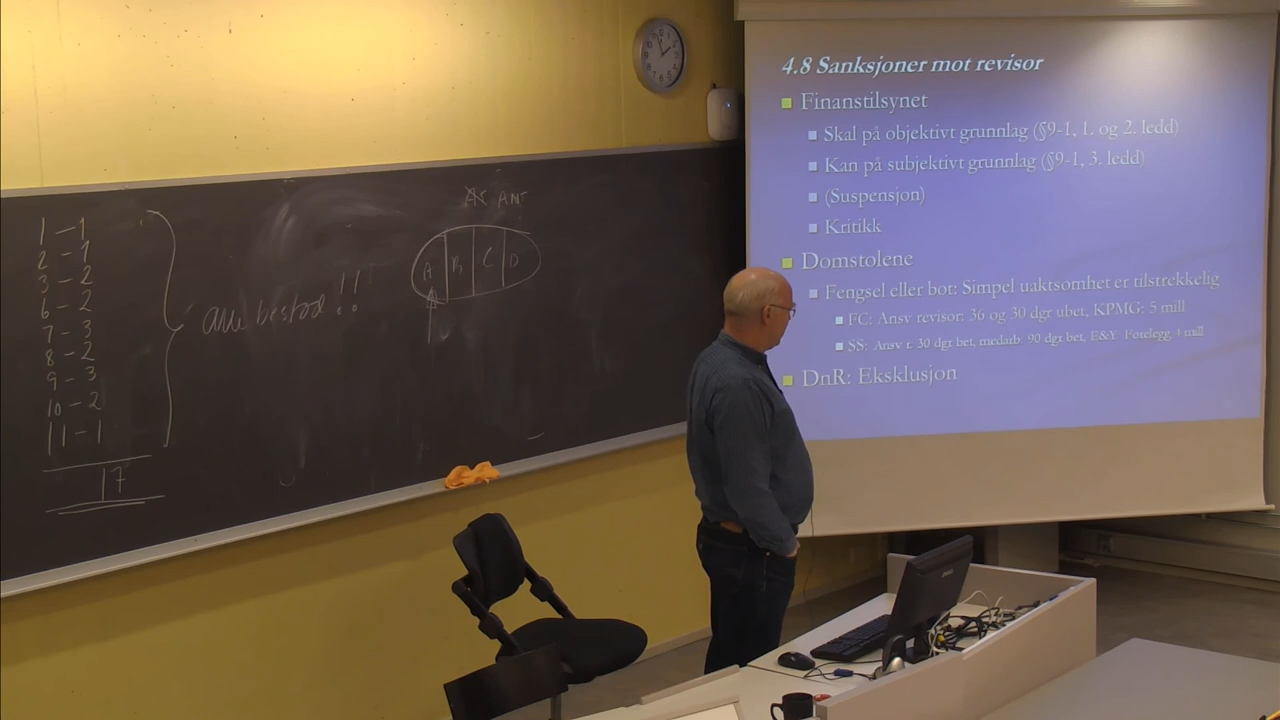 1 - 1
2 - 1
3 - 2
6 - 2
7 - 3
8 - 2
9 - 3
10 - 2
11 - 1
17
bestod !!
AN
A B C D
4.8 Sanksjoner mot revisor
Finanstilsynet
Skal på objektivt grunnlag (§9-1, 1. og 2. ledd)
Kan på subjektivt grunnlag (§9-1, 3. ledd)
(Suspensjon)
Kritikk
Domstolene
Fengsel eller bot: Simpel uaktsomhet er tilstrekkelig
FC: Ansv revisor: 36 og 30 dgr ubet, KPMG: 5 mill
SS: Ansv r. 30 dgr bet, medarb 90 dgr bet, E&Y Forelegg 4 mill
DnR: Eksklusjon